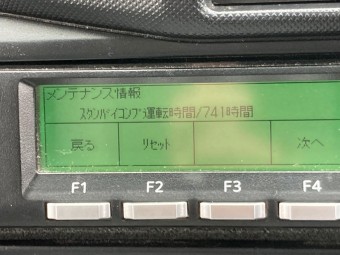 メンテナンス情報
スタンバイコンプ運転時間/741時間
戻る リセット 次へ
F1 F2 F3 F4